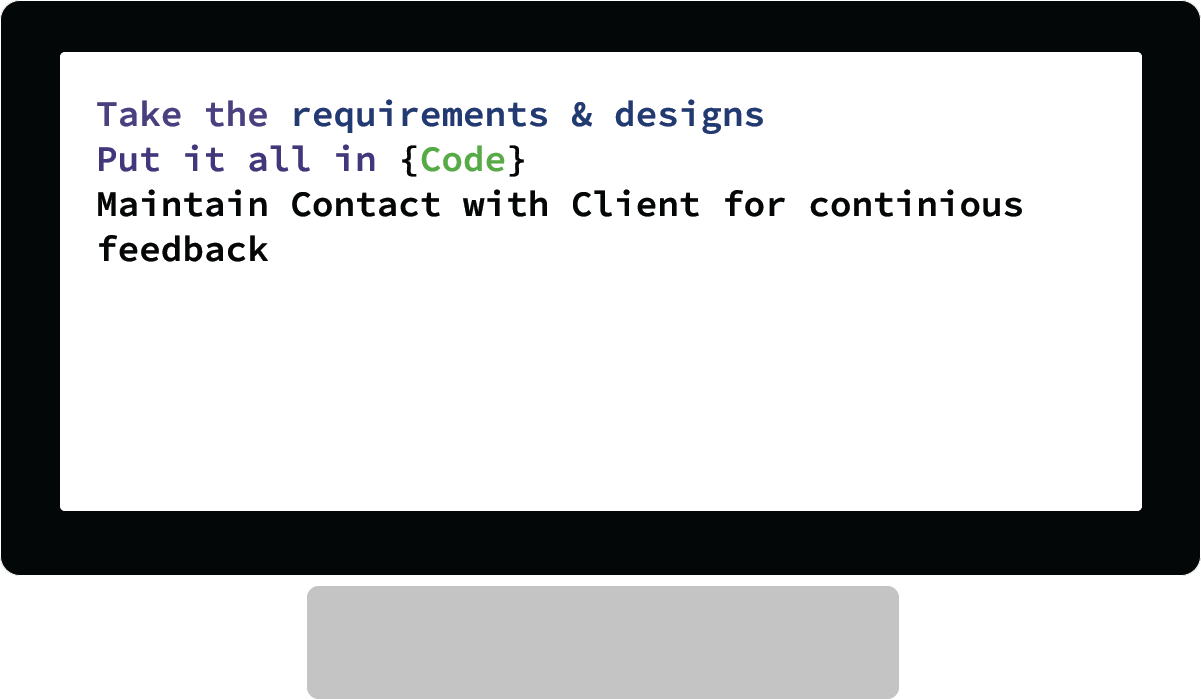 Take the requirements & designs
Put it all in {Code}
Maintain Contact with Client for continious
feedback